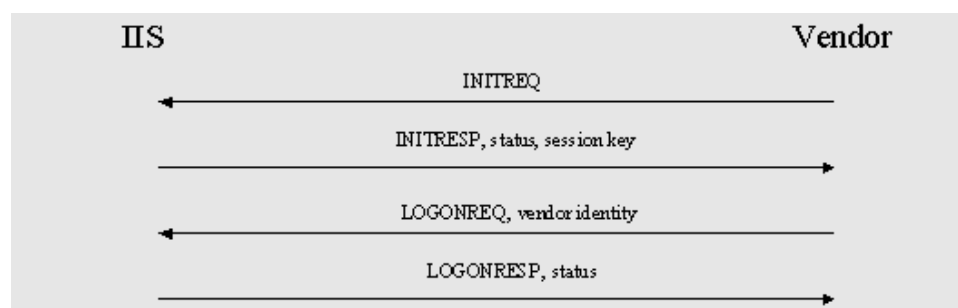 IIS Vendor
INITREQ
INITRESP, status, session key
LOGONREQ, vendor identity
LOGONRESP, status